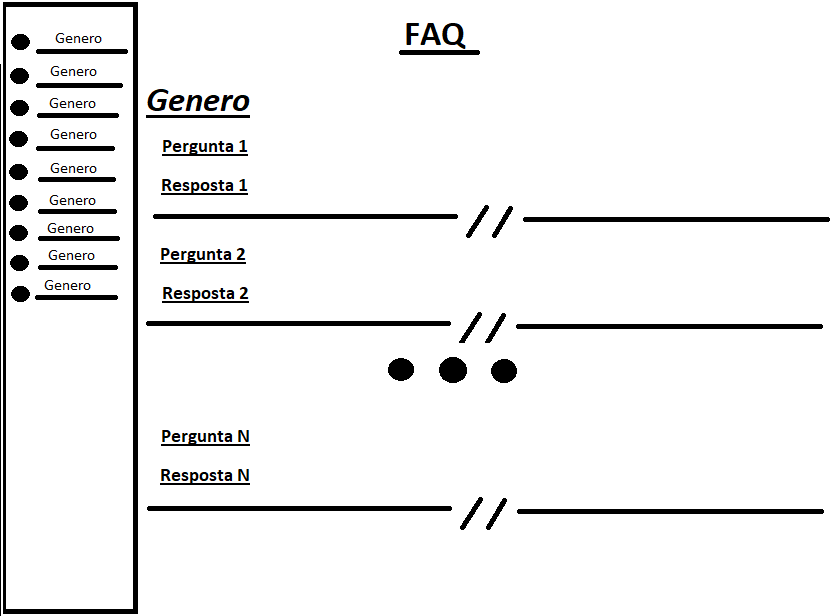 Genero
Genero
Genero
Genero
Genero
Genero
Genero
Genero
Genero
FAQ
Genero
Pergunta 1
Resposta 1
Pergunta 2
Resposta 2
Pergunta N
Resposta N